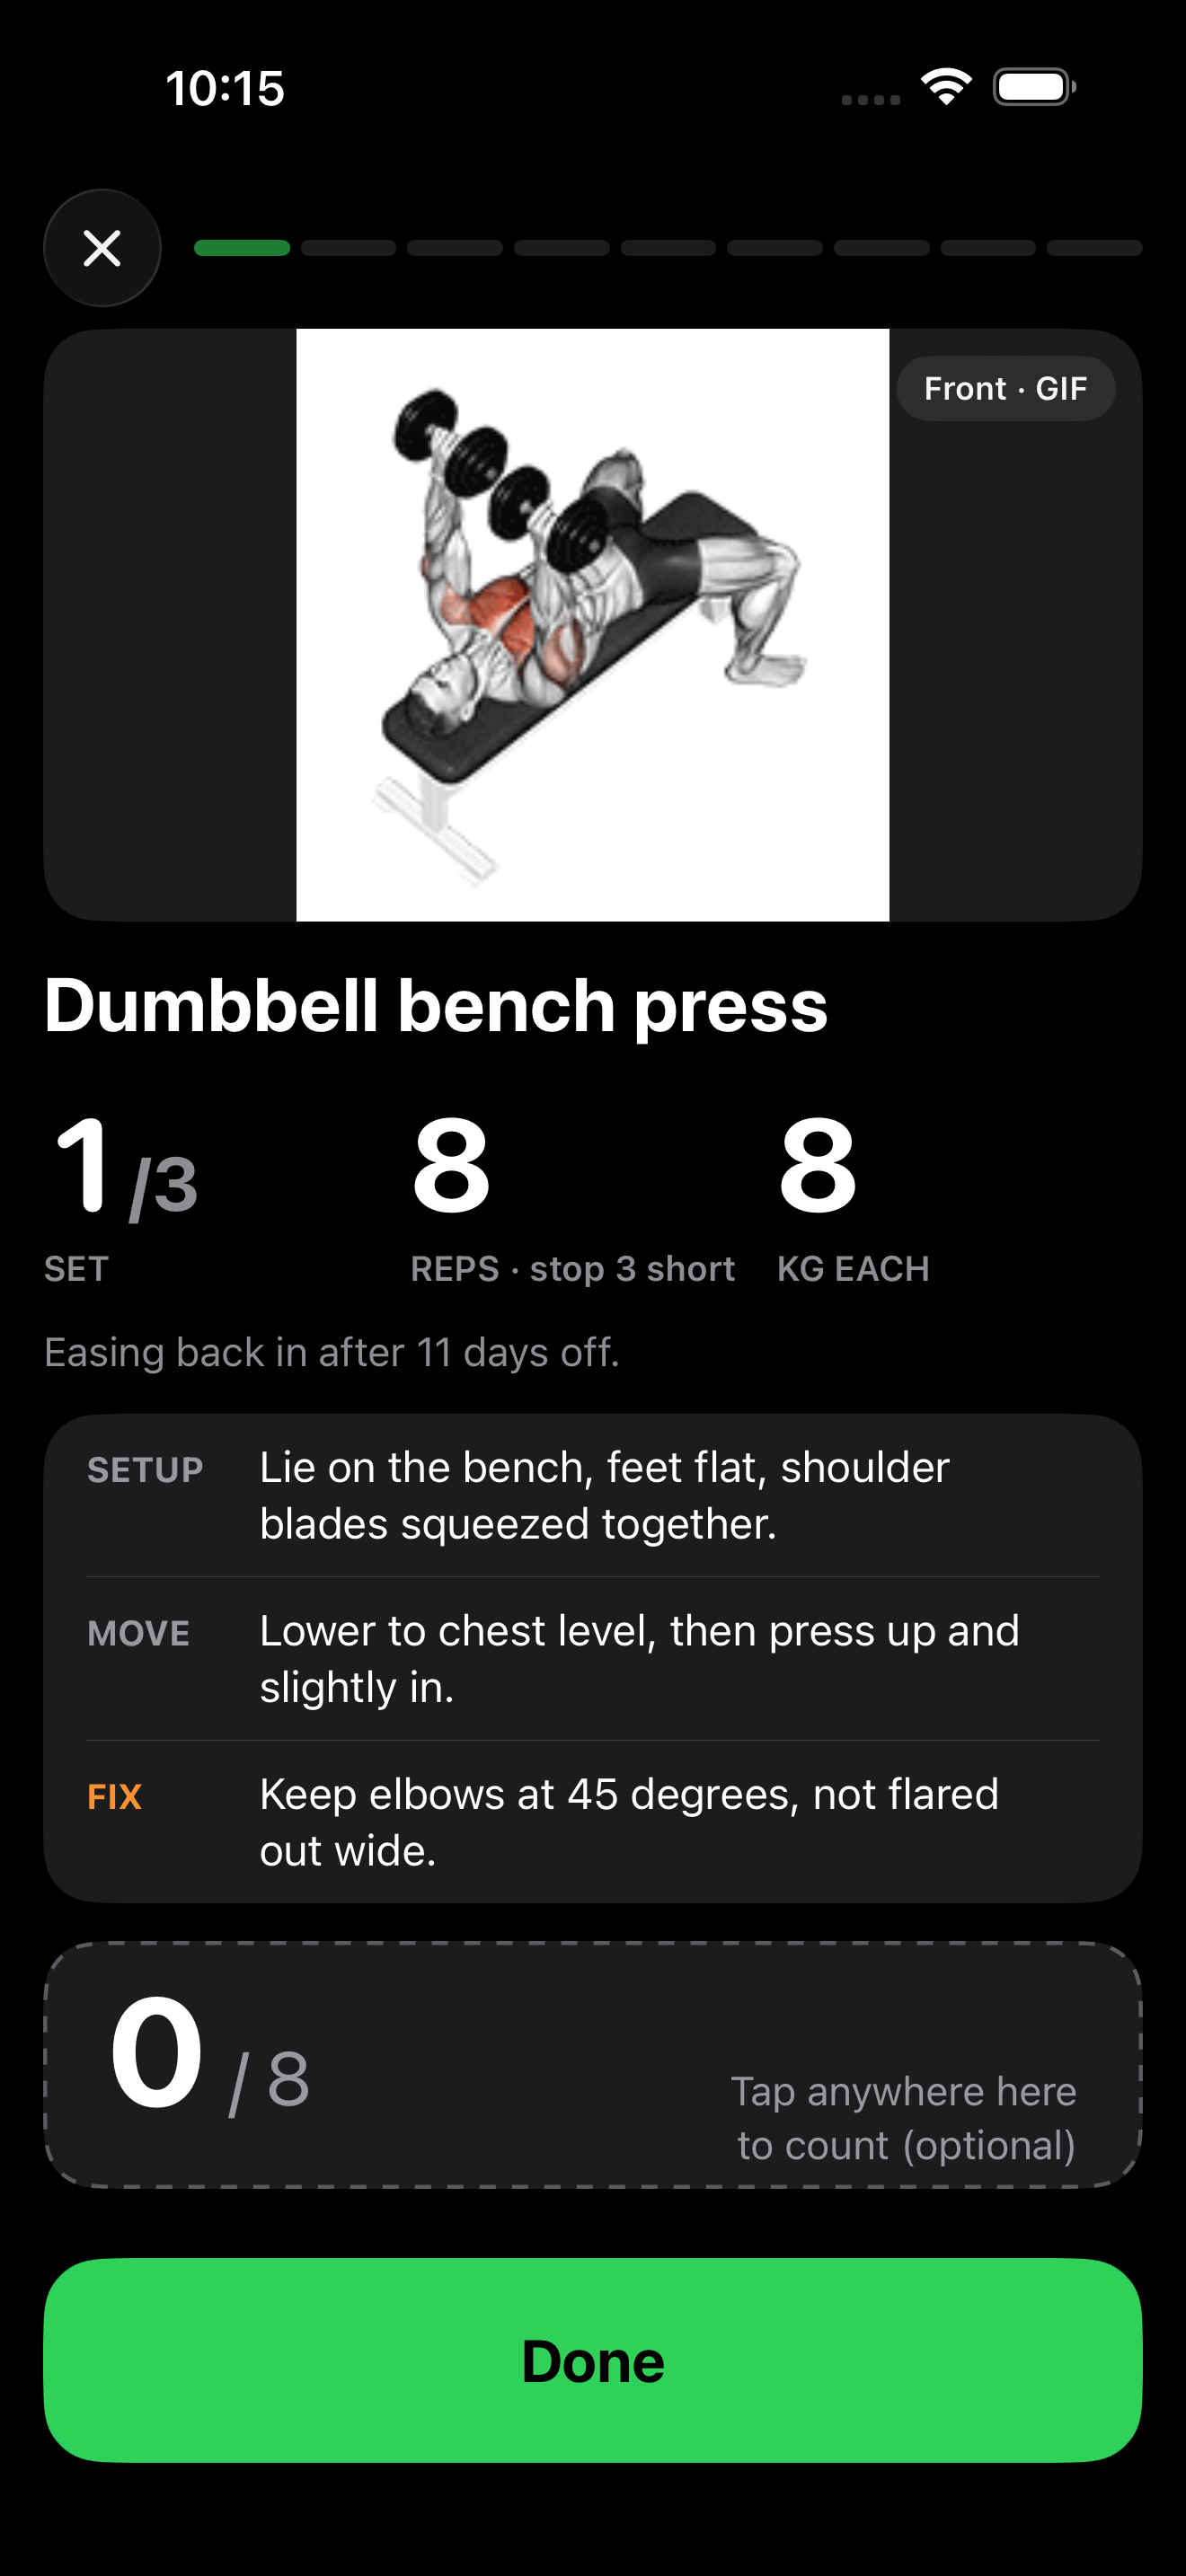 10:15
Front · GIF
Dumbbell bench press
1/3
8
8
SET
REPS · stop 3 short
KG EACH
Easing back in after 11 days off.
SETUP
Lie on the bench, feet flat, shoulder
blades squeezed together.
MOVE
Lower to chest level, then press up and
slightly in.
FIX
Keep elbows at 45 degrees, not flared
out wide.
0 / 8
Tap anywhere here
to count (optional)
Done